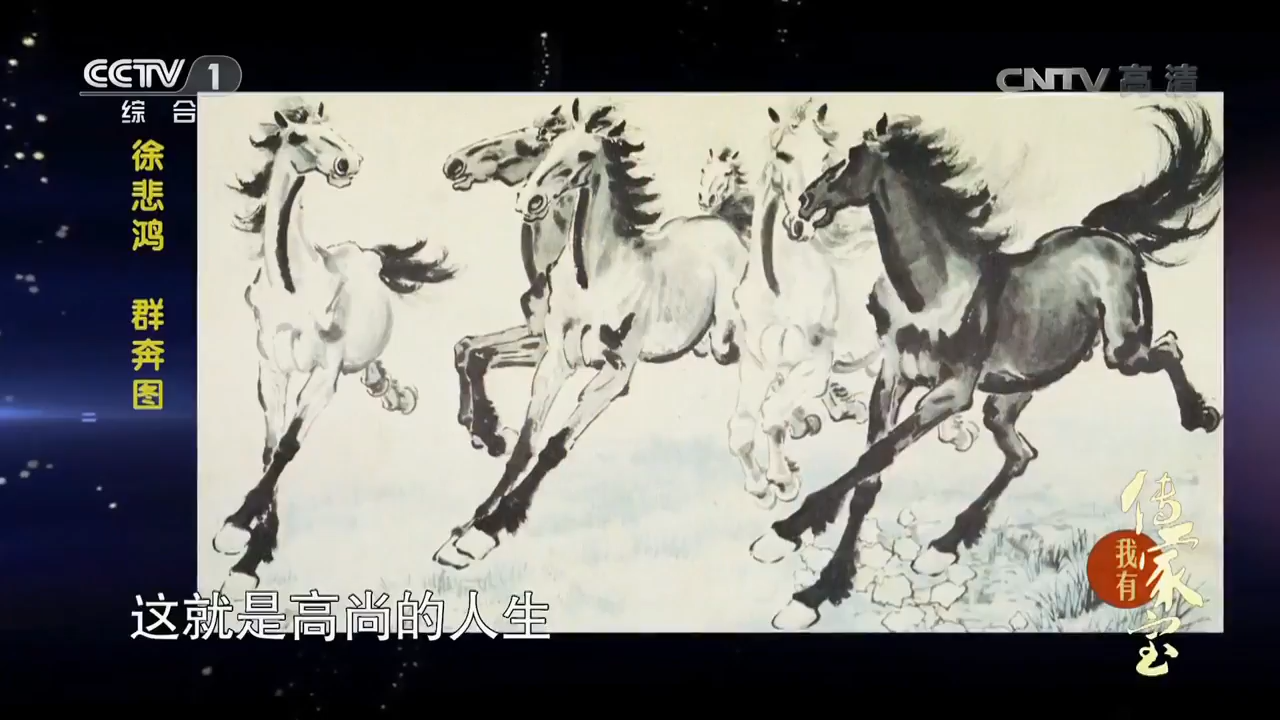 CCTV 1
综合
CNTV 高清
徐悲鸿 群奔图
这就是高尚的人生
我有
传家宝